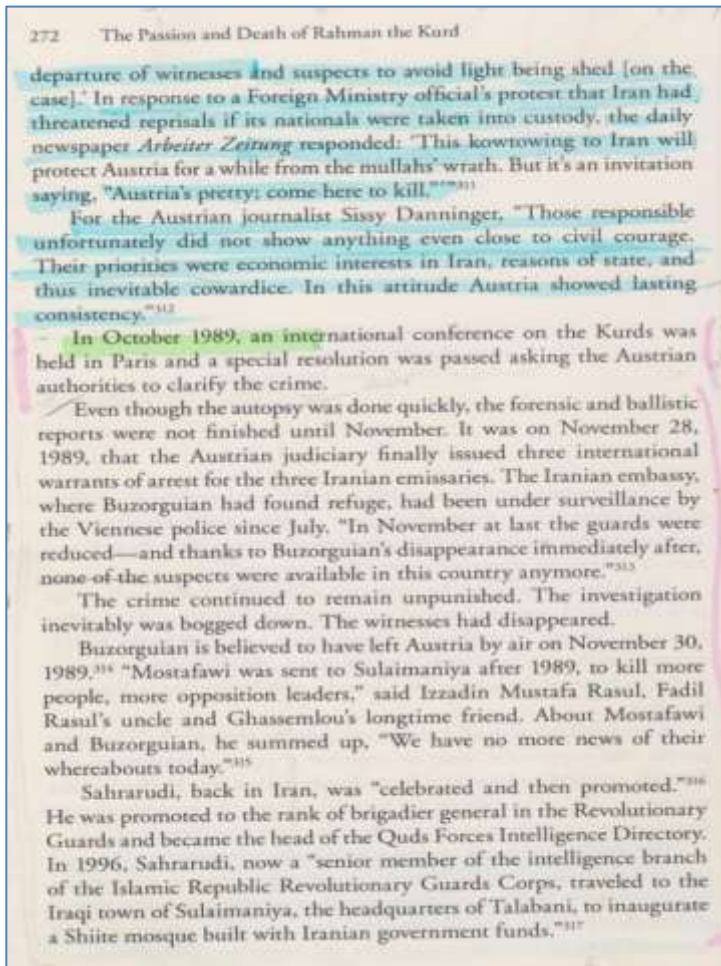 272 The Passion and Death of Rahman the Kurd
departure of witnesses and suspects to avoid light being shed [on the
case].' In response to a Foreign Ministry official's protest that Iran had
threatened reprisals if its nationals were taken into custody, the daily
newspaper Arbeiter Zeitung responded: 'This kowtowing to Iran will
protect Austria for a while from the mullahs' wrath. But it's an invitation
saying, "Austria's pretty; come here to kill."'"311
For the Austrian journalist Sissy Danninger, "Those responsible
unfortunately did not show anything even close to civil courage.
Their priorities were economic interests in Iran, reasons of state, and
thus inevitable cowardice. In this attitude Austria showed lasting
consistency."312
In October 1989, an international conference on the Kurds was
held in Paris and a special resolution was passed asking the Austrian
authorities to clarify the crime.
Even though the autopsy was done quickly, the forensic and ballistic
reports were not finished until November. It was on November 28,
1989, that the Austrian judiciary finally issued three international
warrants of arrest for the three Iranian emissaries. The Iranian embassy,
where Buzorguian had found refuge, had been under surveillance by
the Viennese police since July. "In November at last the guards were
reduced—and thanks to Buzorguian's disappearance immediately after,
none of the suspects were available in this country anymore."313
The crime continued to remain unpunished. The investigation
inevitably was bogged down. The witnesses had disappeared.
Buzorguian is believed to have left Austria by air on November 30,
1989.314 "Mostafawi was sent to Sulaimaniya after 1989, to kill more
people, more opposition leaders," said Izzadin Mustafa Rasul, Fadil
Rasul's uncle and Ghassemlou's longtime friend. About Mostafawi
and Buzorguian, he summed up, "We have no more news of their
whereabouts today."315
Sahrarudi, back in Iran, was "celebrated and then promoted."316
He was promoted to the rank of brigadier general in the Revolutionary
Guards and became the head of the Quds Forces Intelligence Directory.
In 1996, Sahrarudi, now a "senior member of the intelligence branch
of the Islamic Republic Revolutionary Guards Corps, traveled to the
Iraqi town of Sulaimaniya, the headquarters of Talabani, to inaugurate
a Shiite mosque built with Iranian government funds."317